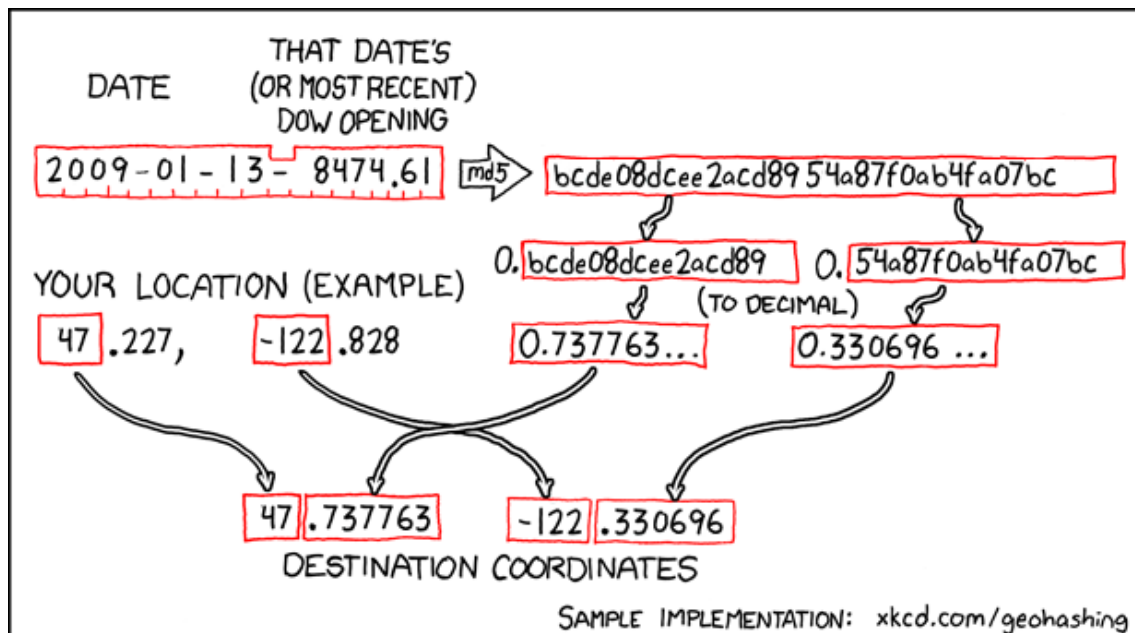 DATE
THAT DATE'S
(OR MOST RECENT)
DOW OPENING
2009-01-13-8474.61
md5
bcde08dcee2acd8954a87f0ab4fa07bc
0.bcde08dcee2acd89
0.54a87f0ab4fa07bc
(TO DECIMAL)
0.737763...
0.330696 ...
YOUR LOCATION (EXAMPLE)
47.227, -122.828
47.737763 -122.330696
DESTINATION COORDINATES
SAMPLE IMPLEMENTATION: xkcd.com/geohashing